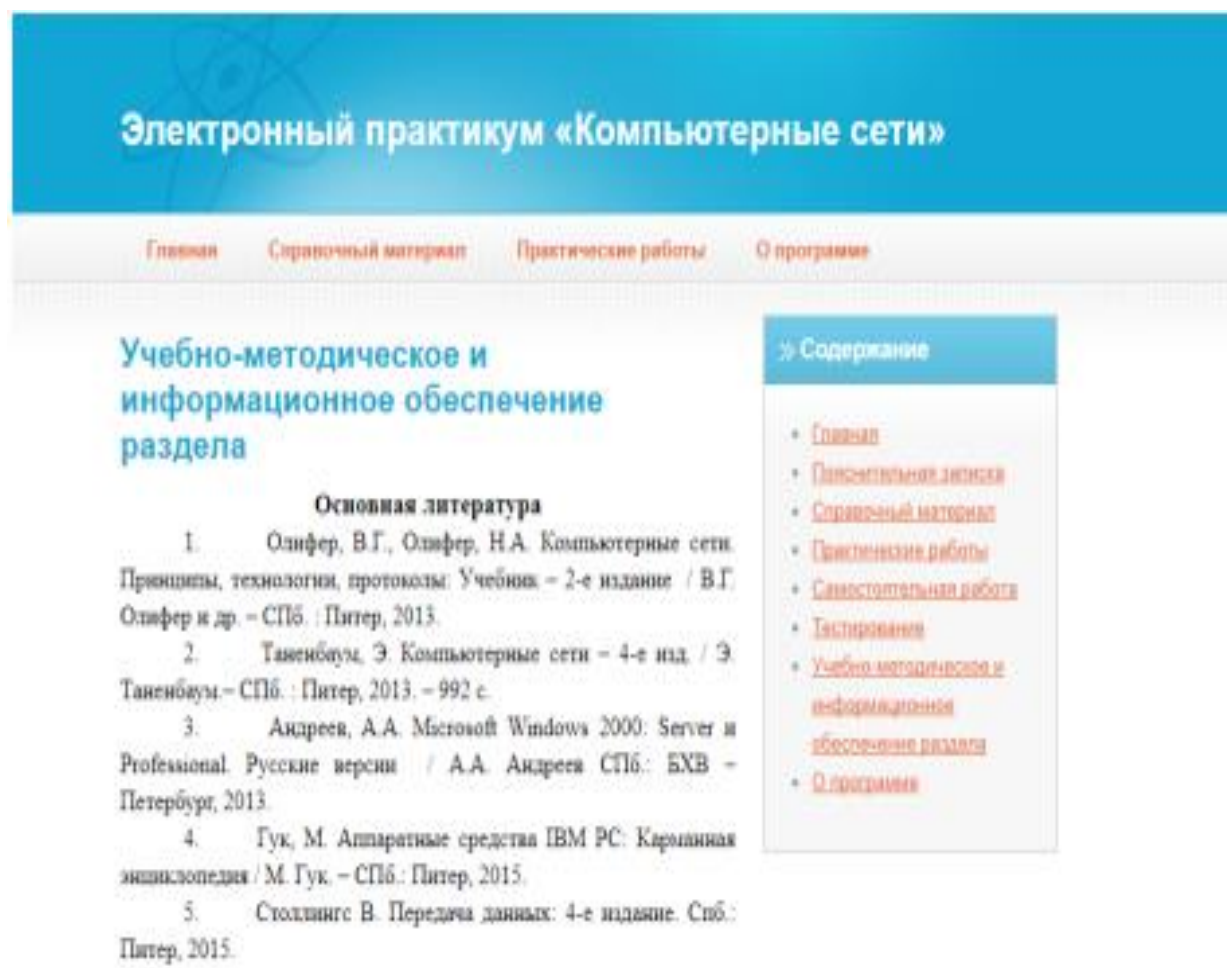 Электронный практикум «Компьютерные сети»
Главная Справочный материал Практические работы О программе
Учебно-методическое и
информационное обеспечение
раздела
Основная литература
1. Олифер, В.Г., Олифер, Н.А. Компьютерные сети.
Принципы, технологии, протоколы: Учебник – 2-е издание / В.Г.
Олифер и др. – СПб. : Питер, 2013.
2. Таненбаум, Э. Компьютерные сети – 4-е изд. / Э.
Таненбаум.– СПб. : Питер, 2013. – 992 с.
3. Андреев, А.А. Microsoft Windows 2000: Server и
Professional. Русские версии / А.А. Андреев СПб.: БХВ –
Петербург, 2013.
4. Гук, М. Аппаратные средства IBM PC: Карманная
энциклопедия / М. Гук. – СПб.: Питер, 2015.
5. Столлингс В. Передача данных: 4-е издание. Спб.:
Питер, 2015.
» Содержание
• Главная
• Пояснительная записка
• Справочный материал
• Практические работы
• Самостоятельная работа
• Тестирование
• Учебно-методическое и
информационное
обеспечение раздела
• О программе